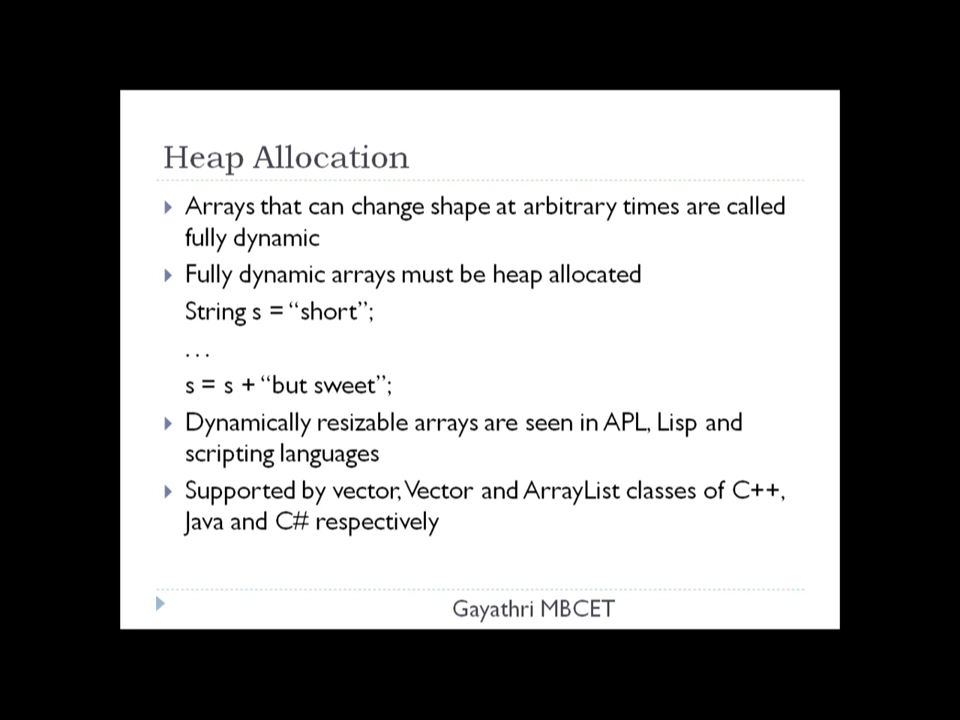 Heap Allocation
Arrays that can change shape at arbitrary times are called
fully dynamic
Fully dynamic arrays must be heap allocated
String s = “short”;
. . .
s = s + “but sweet”;
Dynamically resizable arrays are seen in APL, Lisp and
scripting languages
Supported by vector, Vector and ArrayList classes of C++,
Java and C# respectively
Gayathri MBCET